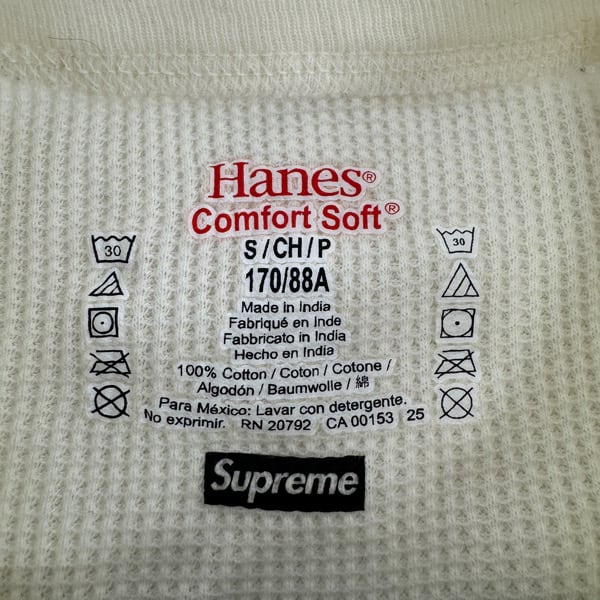 Hanes®
Comfort Soft®
S / CH / P
170/88A
Made in India
Fabriqué en Inde
Fabbricato in India
Hecho en India
100% Cotton / Coton / Cotone /
Algodón / Baumwolle / 綿
Para México: Lavar con detergente.
No exprimir. RN 20792 CA 00153 25
30
30
Supreme